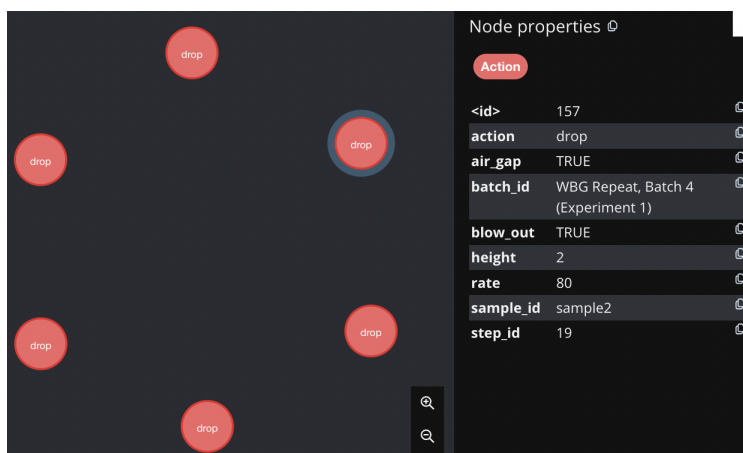 drop
drop
drop
drop
drop
drop
Node properties
Action
<id> 157
action drop
air_gap TRUE
batch_id WBG Repeat, Batch 4
(Experiment 1)
blow_out TRUE
height 2
rate 80
sample_id sample2
step_id 19